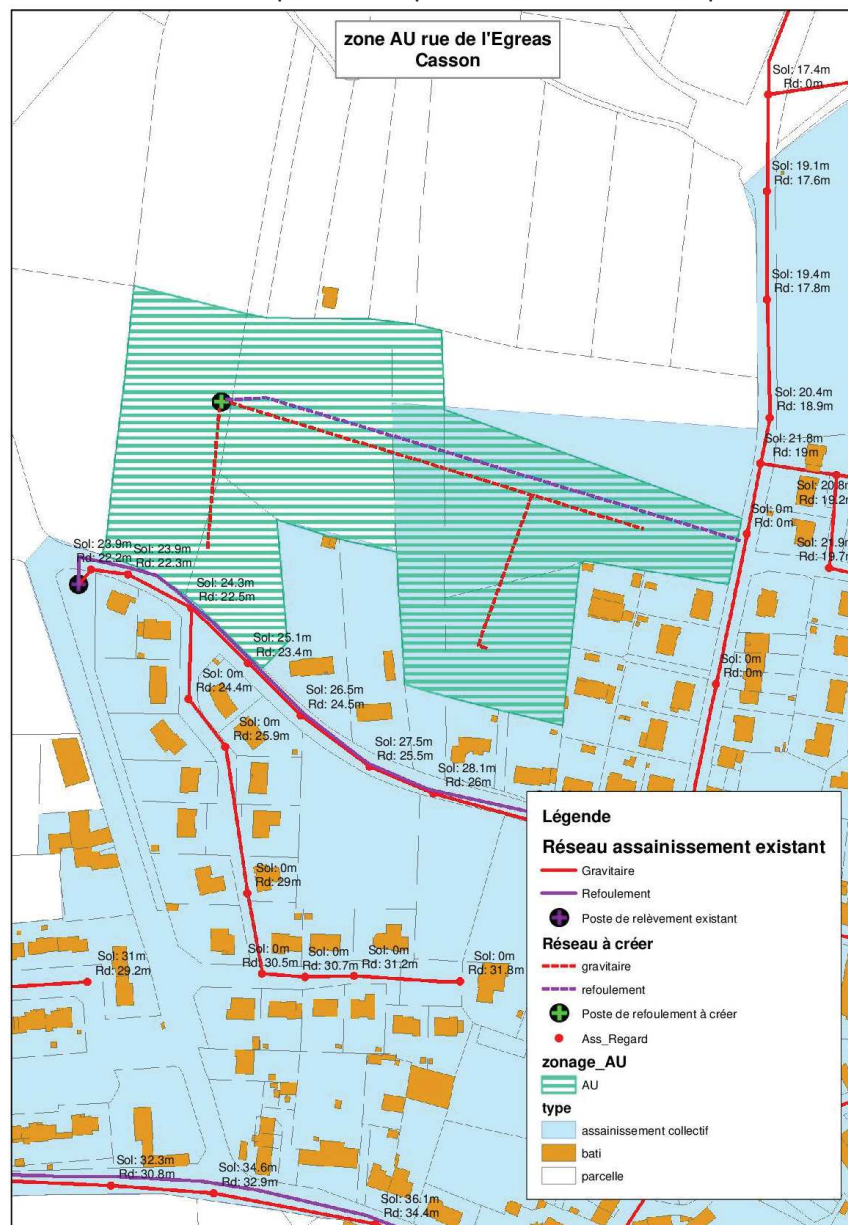 zone AU rue de l'Egreas
Casson
Sol: 17.4m
Rd: 0m
Sol: 19.1m
Rd: 17.6m
Sol: 19.4m
Rd: 17.8m
Sol: 20.4m
Rd: 18.9m
Sol: 21.8m
Rd: 19m
Sol: 20.8m
Rd: 19.2m
Sol: 0m
Rd: 0m
Sol: 21.9m
Rd: 19.7m
Sol: 23.9m
Rd: 22.2m
Sol: 23.9m
Rd: 22.3m
Sol: 24.3m
Rd: 22.5m
Sol: 25.1m
Rd: 23.4m
Sol: 0m
Rd: 24.4m
Sol: 0m
Rd: 0m
Sol: 26.5m
Rd: 24.5m
Sol: 0m
Rd: 25.9m
Sol: 27.5m
Rd: 25.5m
Sol: 28.1m
Rd: 26m
Sol: 0m
Rd: 29m
Sol: 0m
Rd: 30.5m
Sol: 0m
Rd: 30.7m
Sol: 0m
Rd: 31.2m
Sol: 0m
Rd: 31.8m
Sol: 31m
Rd: 29.2m
Sol: 32.3m
Rd: 30.8m
Sol: 34.6m
Rd: 32.9m
Sol: 36.1m
Rd: 34.4m
Légende
Réseau assainissement existant
Gravitaire
Refoulement
Poste de relèvement existant
Réseau à créer
gravitaire
refoulement
Poste de refoulement à créer
Ass_Regard
zonage_AU
AU
type
assainissement collectif
bati
parcelle